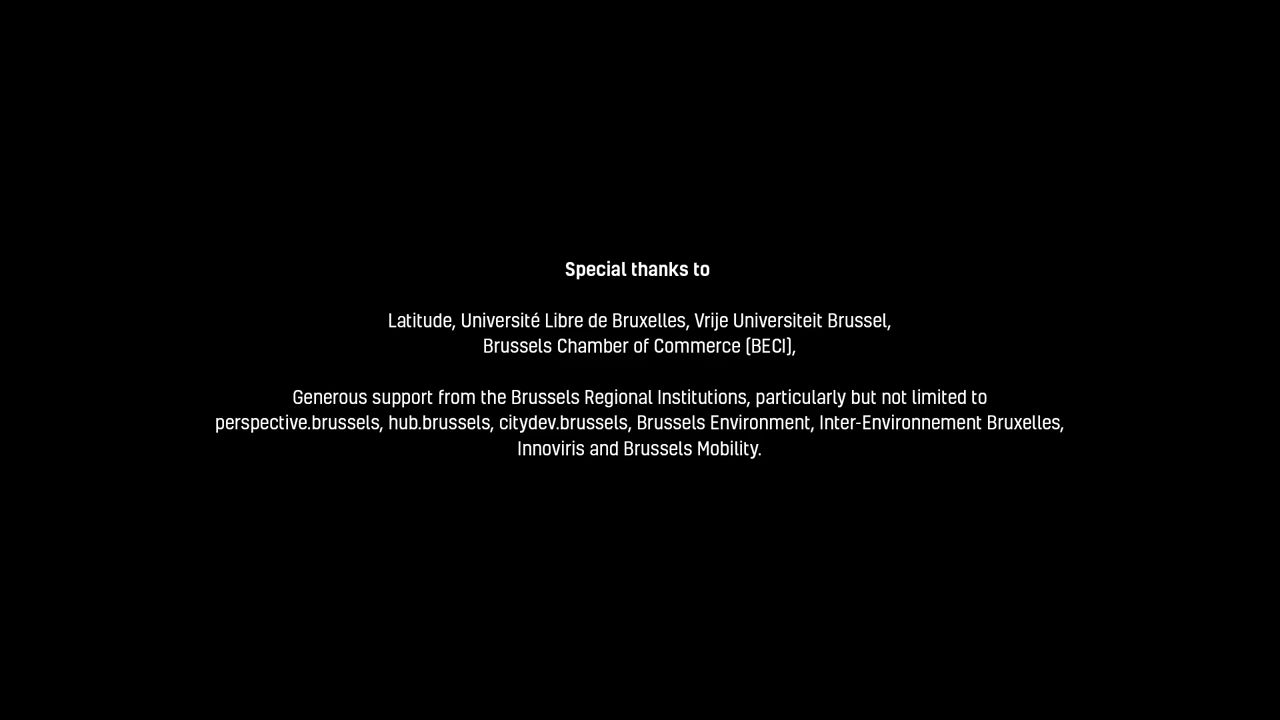 Special thanks to
Latitude, Université Libre de Bruxelles, Vrije Universiteit Brussel,
Brussels Chamber of Commerce (BECI),
Generous support from the Brussels Regional Institutions, particularly but not limited to
perspective.brussels, hub.brussels, citydev.brussels, Brussels Environment, Inter-Environnement Bruxelles,
Innoviris and Brussels Mobility.